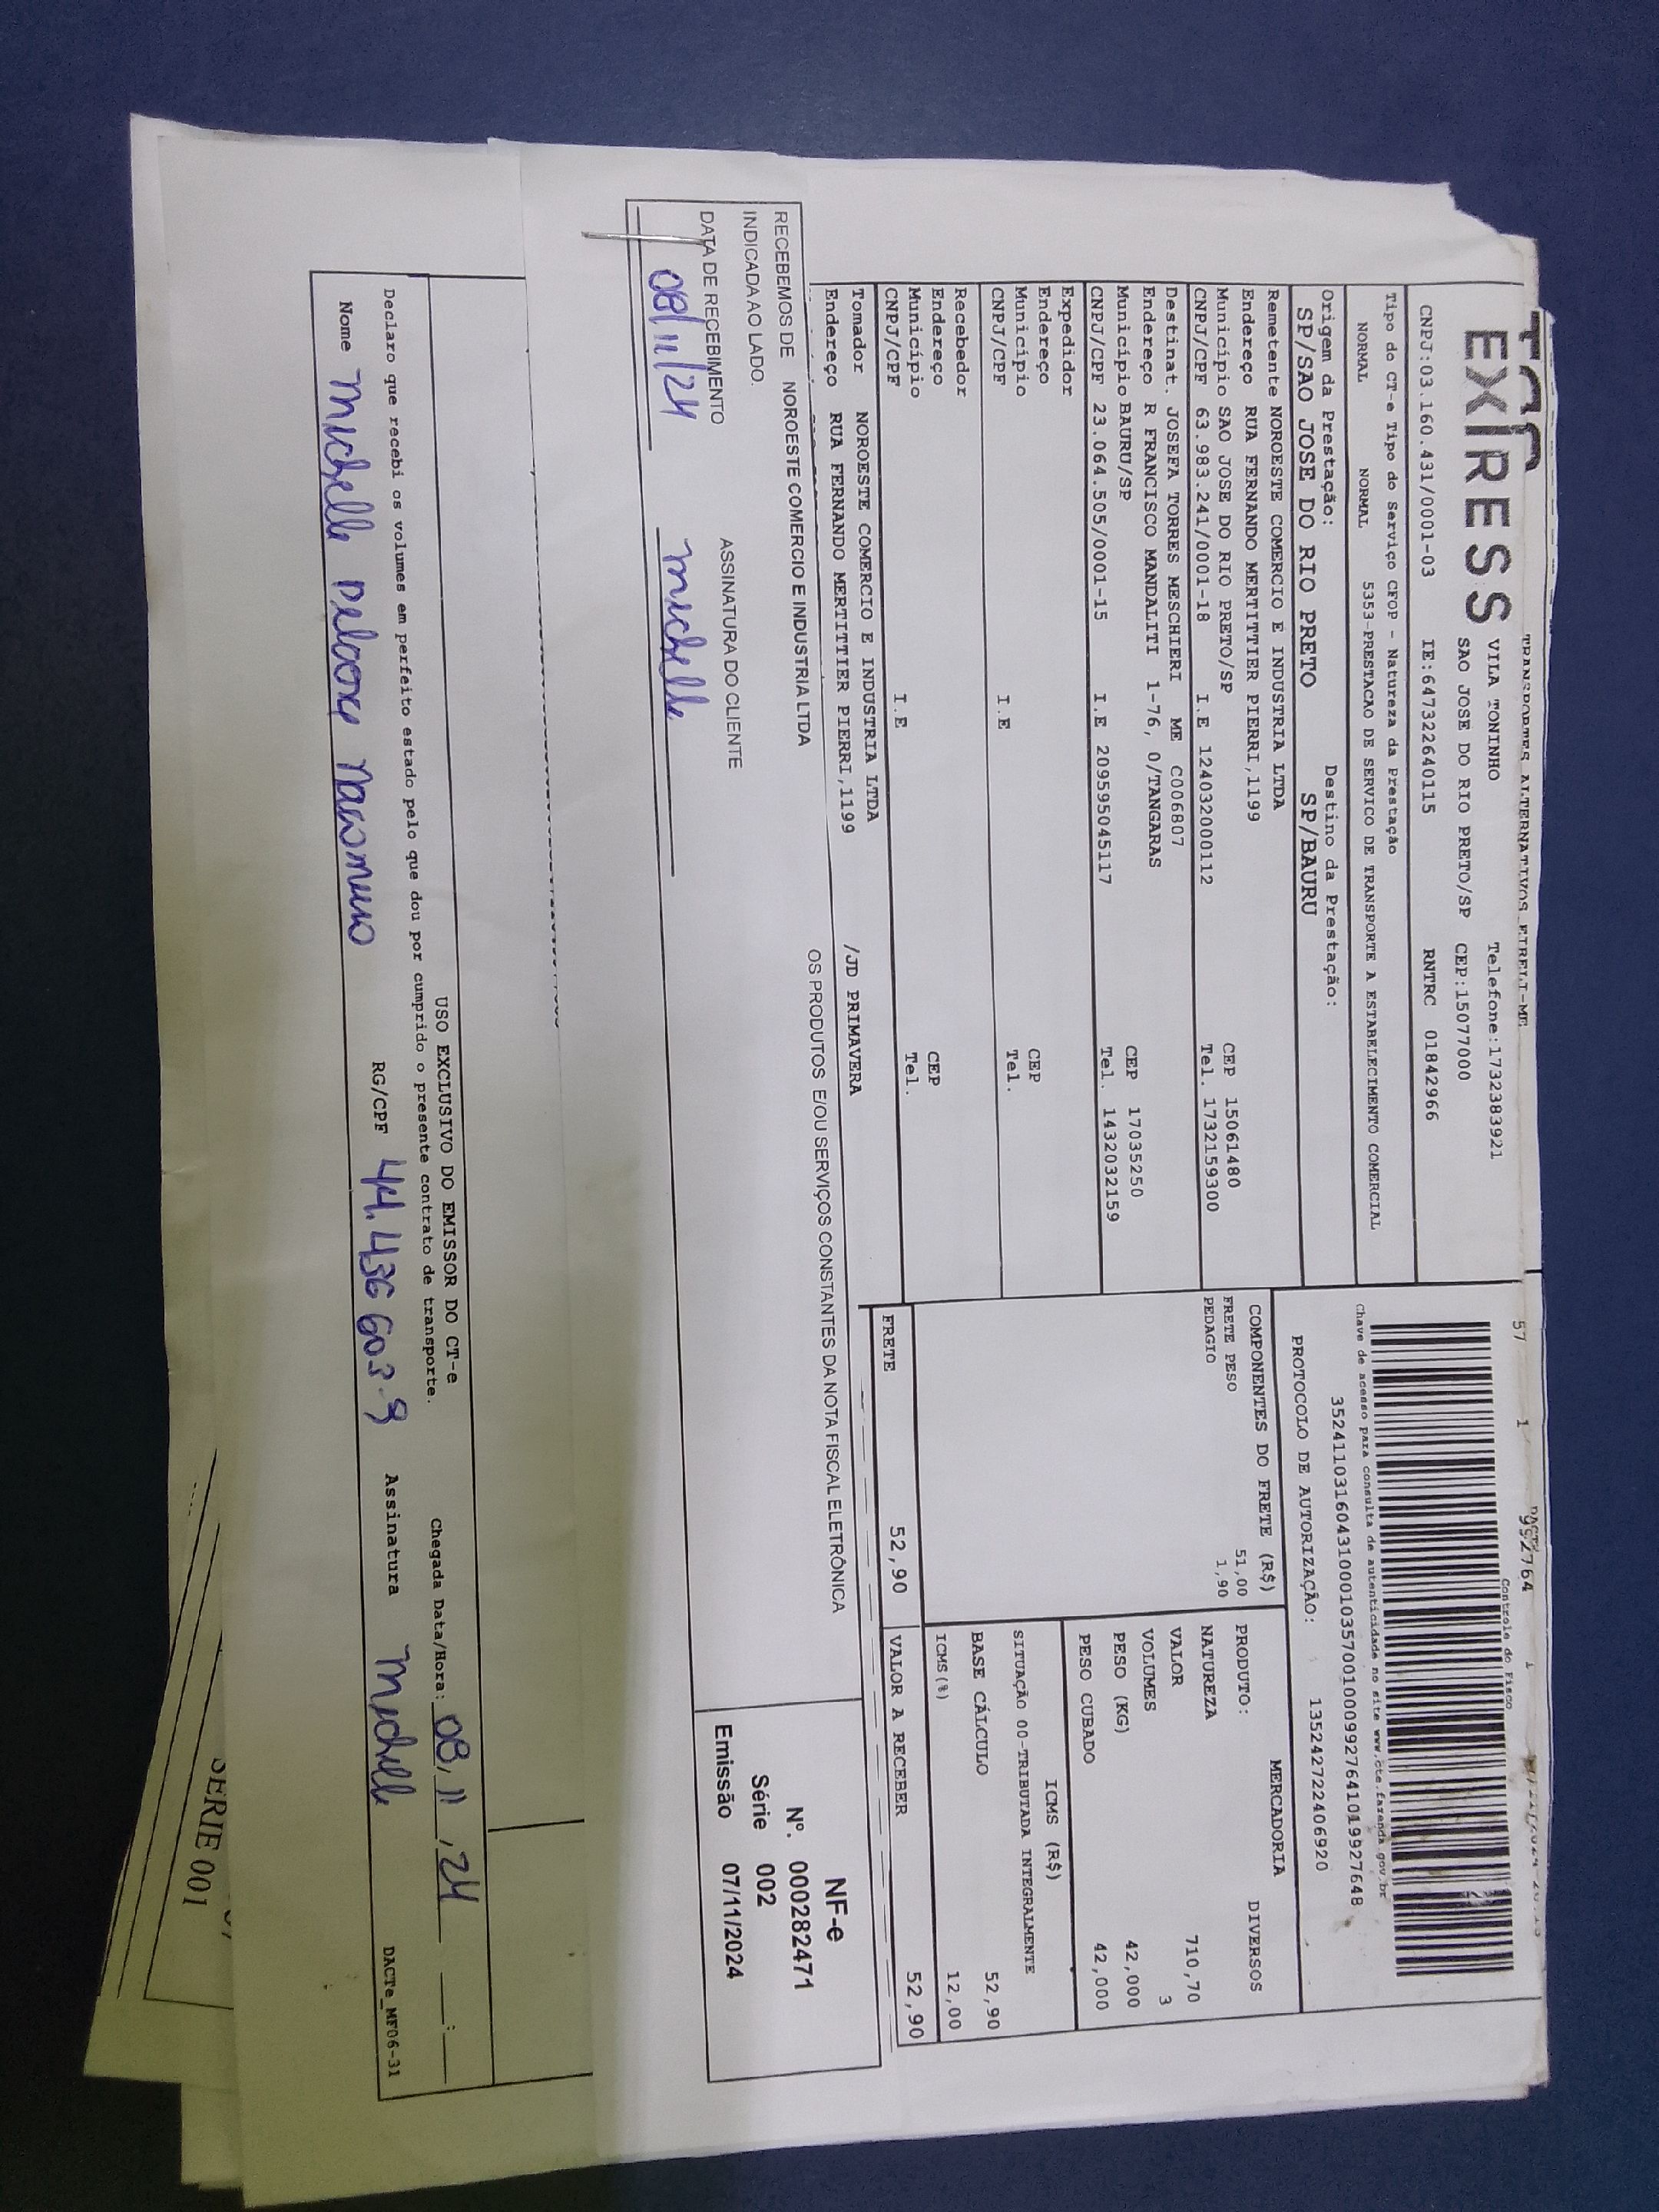 EXPRESS
TRANSPORTES ALTERNATIVOS EIRELI-ME
VILA TONINHO Telefone:1732383921
SAO JOSE DO RIO PRETO/SP CEP:15077000
CNPJ:03.160.431/0001-03 IE:647322640115 RNTRC 01842966
Tipo do CT-e Tipo do Serviço CFOP - Natureza da Prestação
NORMAL NORMAL 5353-PRESTACAO DE SERVICO DE TRANSPORTE A ESTABELECIMENTO COMERCIAL
Origem da Prestação: Destino da Prestação:
SP/SAO JOSE DO RIO PRETO SP/BAURU
Remetente NOROESTE COMERCIO E INDUSTRIA LTDA
Endereço RUA FERNANDO MERTITTIER PIERRI,1199
Município SAO JOSE DO RIO PRETO/SP CEP 15061480
CNPJ/CPF 63.983.241/0001-18 I.E 124032000112 Tel. 1732159300
Destinat. JOSEFA TORRES MESCHIERI ME C006807
Endereço R FRANCISCO MANDALITI 1-76, 0/TANGARAS
Município BAURU/SP CEP 17035250
CNPJ/CPF 23.064.505/0001-15 I.E 209595045117 Tel. 1432032159
Expedidor
Endereço
Município CEP
CNPJ/CPF I.E Tel.
Recebedor
Endereço
Município CEP
CNPJ/CPF I.E Tel.
Tomador NOROESTE COMERCIO E INDUSTRIA LTDA
Endereço RUA FERNANDO MERTITTIER PIERRI,1199 /JD PRIMAVERA
57 1 992764 1
Controle do Fisco
Chave de acesso para consulta de autenticidade no site www.cte.fazenda.gov.br
35241103160431000103570010009927641019927648
PROTOCOLO DE AUTORIZAÇÃO: 135242722406920
COMPONENTES DO FRETE (R$)
FRETE PESO 51,00
PEDAGIO 1,90
FRETE 52,90
MERCADORIA
PRODUTO: DIVERSOS
NATUREZA
VALOR 710,70
VOLUMES 3
PESO (KG) 42,000
PESO CUBADO 42,000
ICMS (R$)
SITUAÇÃO 00-TRIBUTADA INTEGRALMENTE
BASE CÁLCULO 52,90
ICMS(%) 12,00
VALOR A RECEBER 52,90
RECEBEMOS DE NOROESTE COMERCIO E INDUSTRIA LTDA OS PRODUTOS E/OU SERVIÇOS CONSTANTES DA NOTA FISCAL ELETRÔNICA
INDICADA AO LADO.
DATA DE RECEBIMENTO ASSINATURA DO CLIENTE
08/11/24 Michelle
NF-e
Nº. 000282471
Série 002
Emissão 07/11/2024
USO EXCLUSIVO DO EMISSOR DO CT-e
Declaro que recebi os volumes em perfeito estado pelo que dou por cumprido o presente contrato de transporte.
Chegada Data/Hora: 08, 11, 24 :
Nome Michelle RG/CPF 44.436 603-9 Assinatura Michelle
DACTe_MF06-31
SÉRIE 001